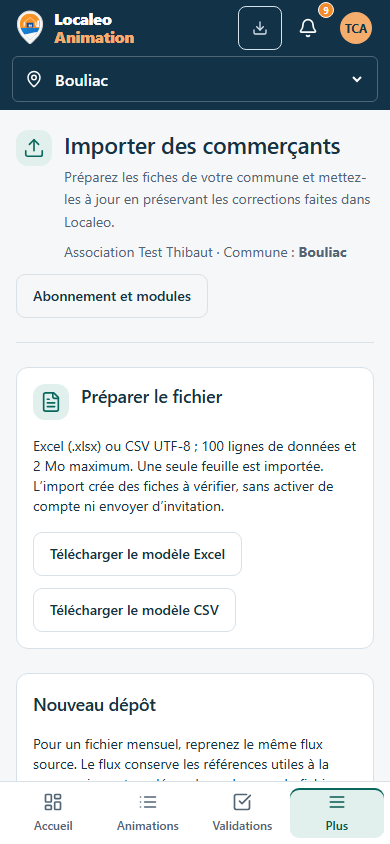 Localeo
Animation
9
TCA
Bouliac
Importer des commerçants
Préparez les fiches de votre commune et mettez-
les à jour en préservant les corrections faites dans
Localeo.
Association Test Thibaut · Commune : Bouliac
Abonnement et modules
Préparer le fichier
Excel (.xlsx) ou CSV UTF-8 ; 100 lignes de données et
2 Mo maximum. Une seule feuille est importée.
L’import crée des fiches à vérifier, sans activer de
compte ni envoyer d’invitation.
Télécharger le modèle Excel
Télécharger le modèle CSV
Nouveau dépôt
Pour un fichier mensuel, reprenez le même flux
source. Le flux conserve les références utiles à la
Accueil
Animations
Validations
Plus